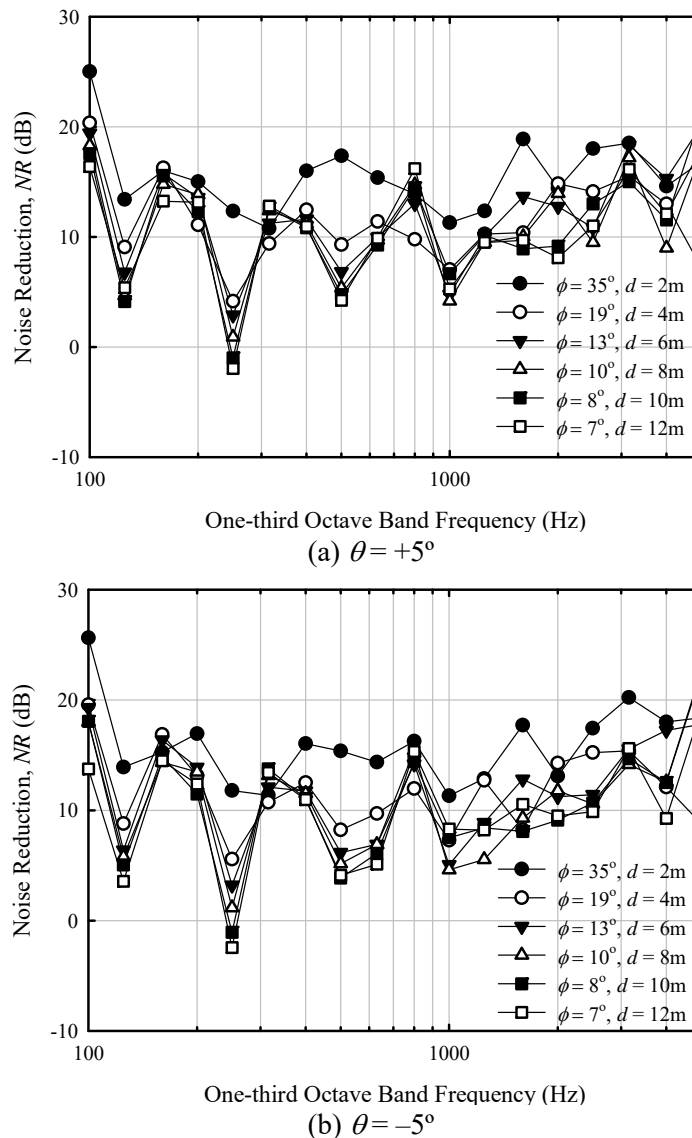 30
20
10
0
-10
Noise Reduction, NR (dB)
ϕ = 35º, d = 2m
ϕ = 19º, d = 4m
ϕ = 13º, d = 6m
ϕ = 10º, d = 8m
ϕ = 8º, d = 10m
ϕ = 7º, d = 12m
100
1000
One-third Octave Band Frequency (Hz)
(a) θ = +5º
30
20
10
0
-10
Noise Reduction, NR (dB)
ϕ = 35º, d = 2m
ϕ = 19º, d = 4m
ϕ = 13º, d = 6m
ϕ = 10º, d = 8m
ϕ = 8º, d = 10m
ϕ = 7º, d = 12m
100
1000
One-third Octave Band Frequency (Hz)
(b) θ = –5º